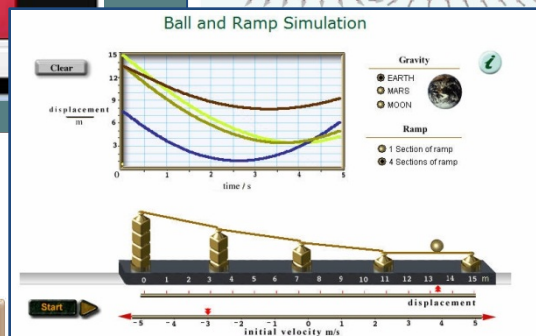 Ball and Ramp Simulation
Clear
displacement
m
15
12
9
6
3
0
1
2
3
4
5
time / s
Gravity
EARTH
MARS
MOON
i
Ramp
1 Section of ramp
4 Sections of ramp
0 1 2 3 4 5 6 7 8 9 10 11 12 13 14 15 m
displacement
Start
-5 -4 -3 -2 -1 0 1 2 3 4 5
initial velocity m/s